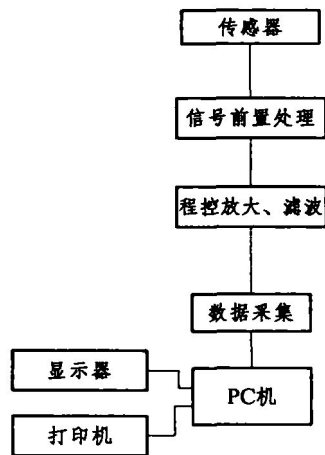 传感器
信号前置处理
程控放大、滤波
数据采集
显示器
PC机
打印机